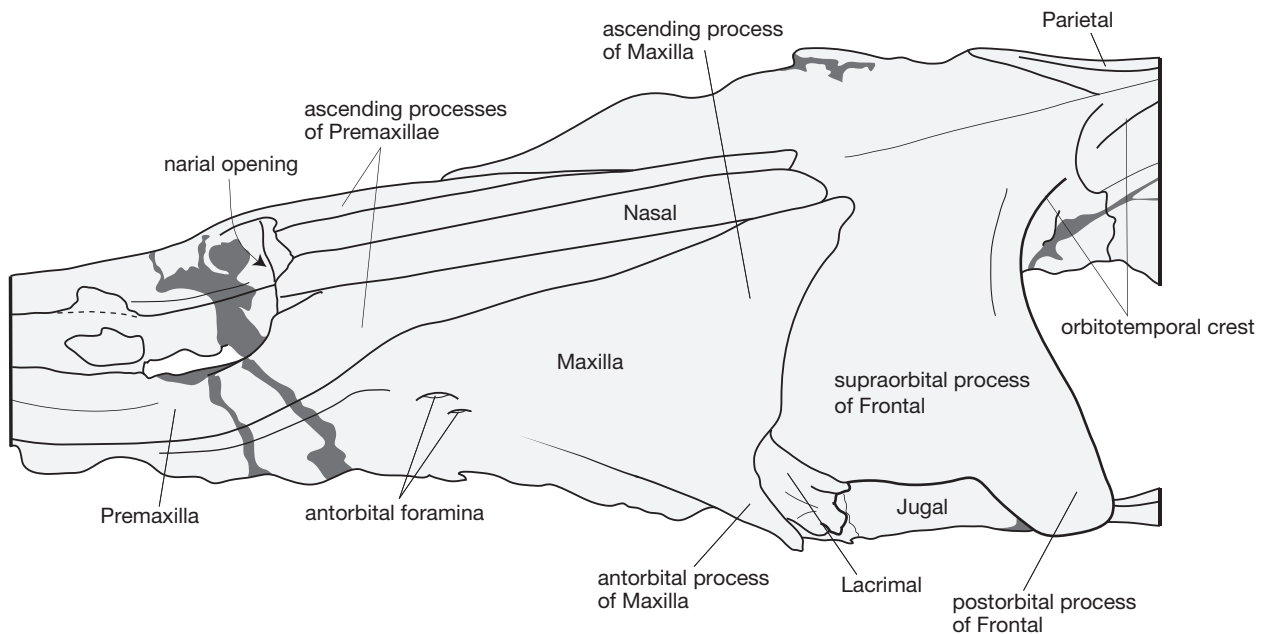 Parietal
ascending process
of Maxilla
ascending processes
of Premaxillae
narial opening
Nasal
orbitotemporal crest
Maxilla
supraorbital process
of Frontal
Jugal
Premaxilla
antorbital foramina
antorbital process
of Maxilla
Lacrimal
postorbital process
of Frontal